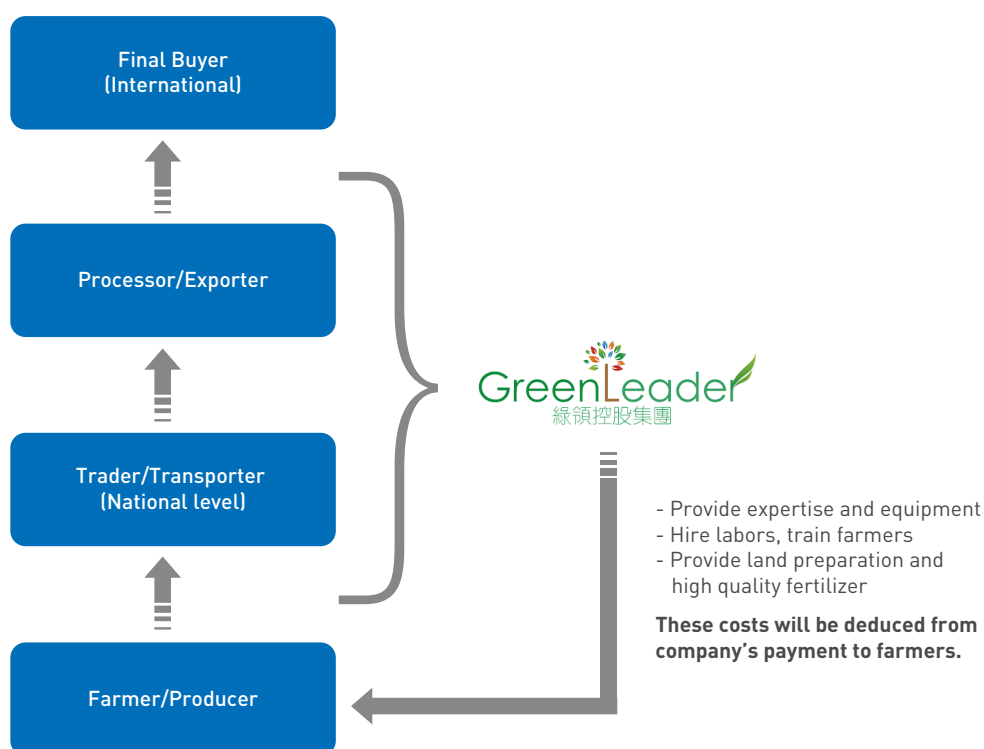 Final Buyer
(International)
Processor/Exporter
GreenLeader
綠領控股集團
Trader/Transporter
(National level)
- Provide expertise and equipment
- Hire labors, train farmers
- Provide land preparation and
high quality fertilizer
These costs will be deduced from
company's payment to farmers.
Farmer/Producer